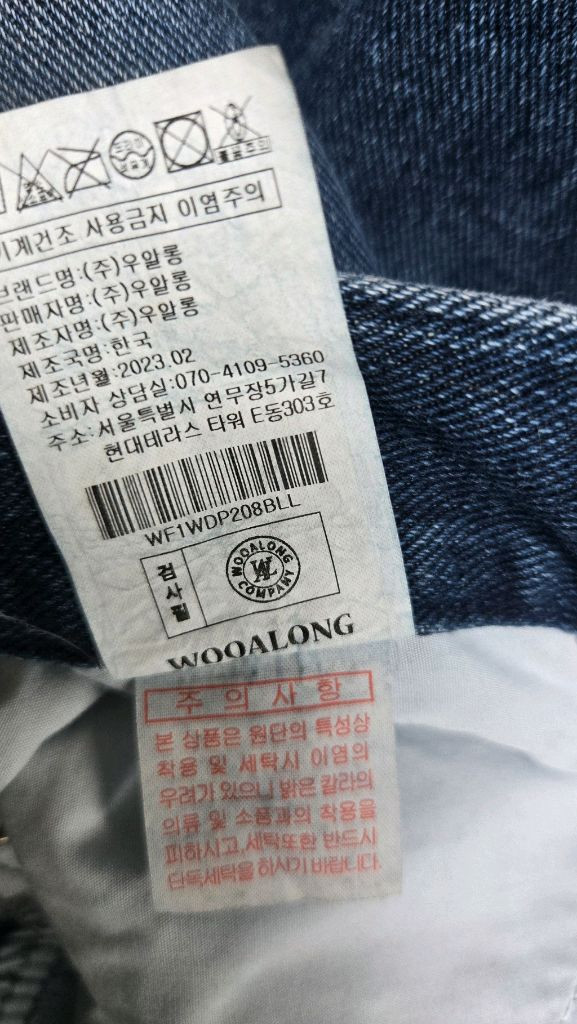 드라이
기계건조 사용금지 이염주의
브랜드명:(주)우알롱
판매자명:(주)우알롱
제조자명:(주)우알롱
제조국명:한국
제조년월:2023.02
소비자 상담실:070-4109-5360
주소:서울특별시 연무장5가길7
현대테라스 타워 E동303호
WF1WDP208BLL
검사필
WOOALONG
WL
COMPANY
WOOALONG
주의사항
본 상품은 원단의 특성상
착용 및 세탁시 이염의
우려가 있으니 밝은 칼라의
의류 및 소품과의 착용을
피하시고,세탁또한 반드시
단독세탁을 하시기 바랍니다.